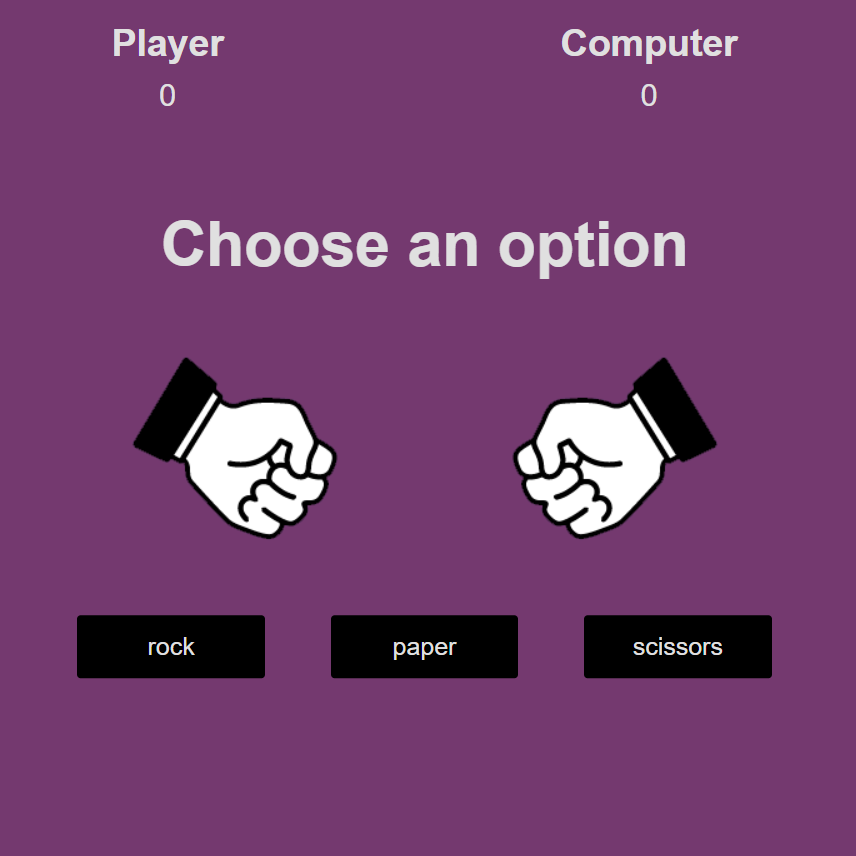 Player
Computer
0
0
Choose an option
rock
paper
scissors